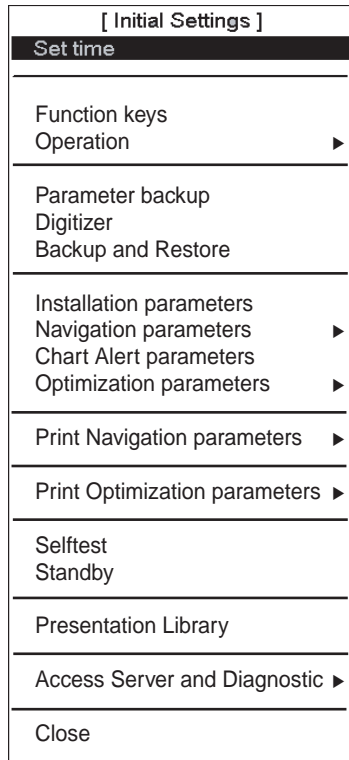 [ Initial Settings ]
Set time
Function keys
Operation ▶
Parameter backup
Digitizer
Backup and Restore
Installation parameters
Navigation parameters ▶
Chart Alert parameters
Optimization parameters ▶
Print Navigation parameters ▶
Print Optimization parameters ▶
Selftest
Standby
Presentation Library
Access Server and Diagnostic ▶
Close